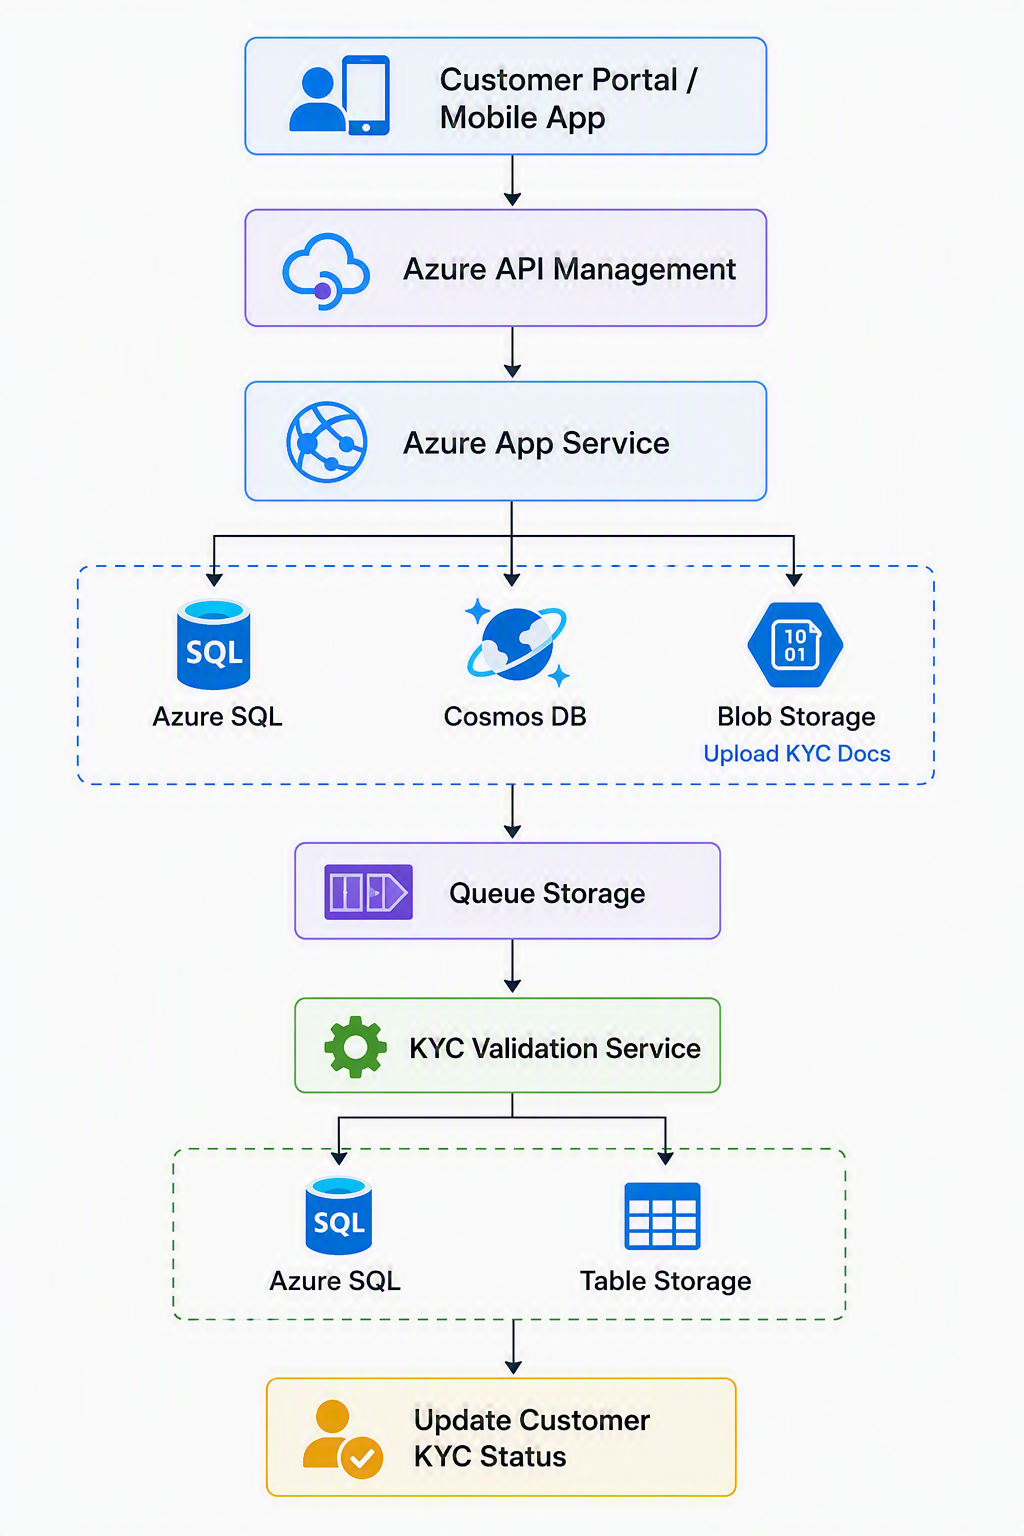 Customer Portal /
Mobile App
Azure API Management
Azure App Service
SQL
Azure SQL
Cosmos DB
10
01
Blob Storage
Upload KYC Docs
Queue Storage
KYC Validation Service
SQL
Azure SQL
Table Storage
Update Customer
KYC Status